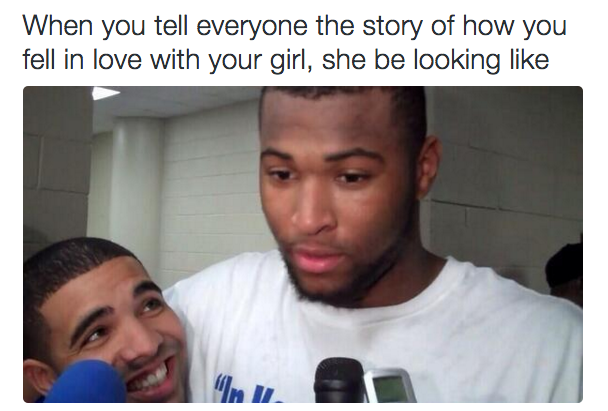 When you tell everyone the story of how you
fell in love with your girl, she be looking like
"In